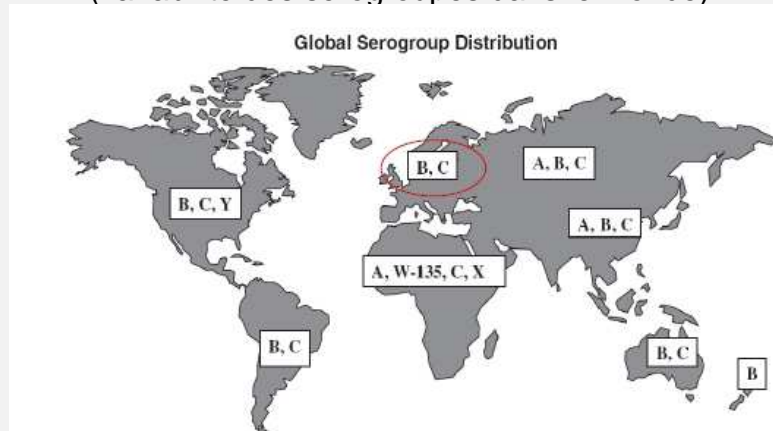 Global Serogroup Distribution
B, C
A, B, C
B, C, Y
A, B, C
A, W-135, C, X
B, C
B, C
B